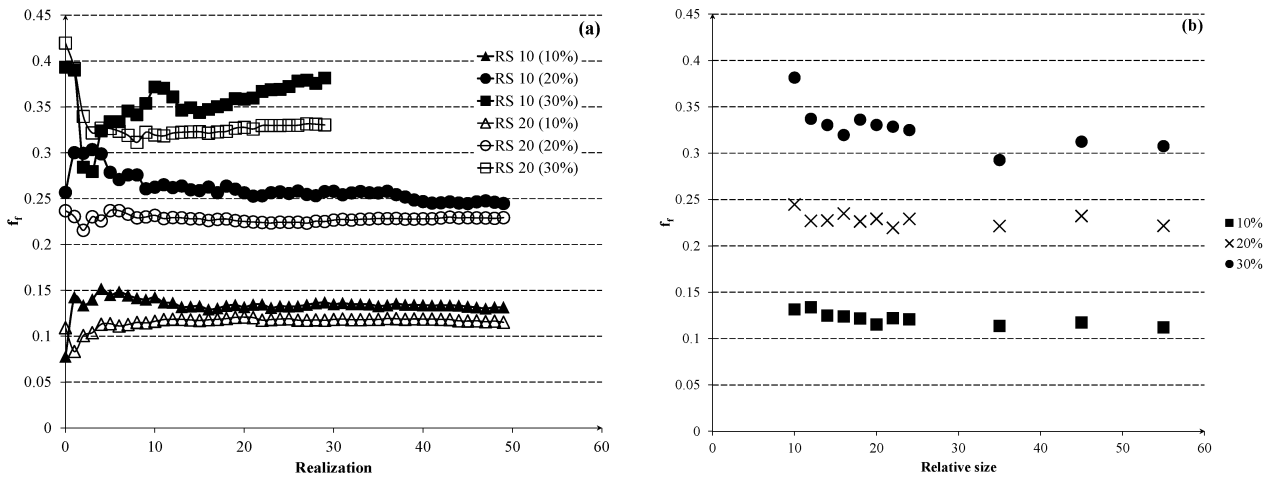 (a)
0.45
0.4
0.35
0.3
0.25
0.2
0.15
0.1
0.05
0
f_f
RS 10 (10%)
RS 10 (20%)
RS 10 (30%)
RS 20 (10%)
RS 20 (20%)
RS 20 (30%)
0 10 20 30 40 50 60
Realization
(b)
0.45
0.4
0.35
0.3
0.25
0.2
0.15
0.1
0.05
0
f_f
10%
20%
30%
0 10 20 30 40 50 60
Relative size